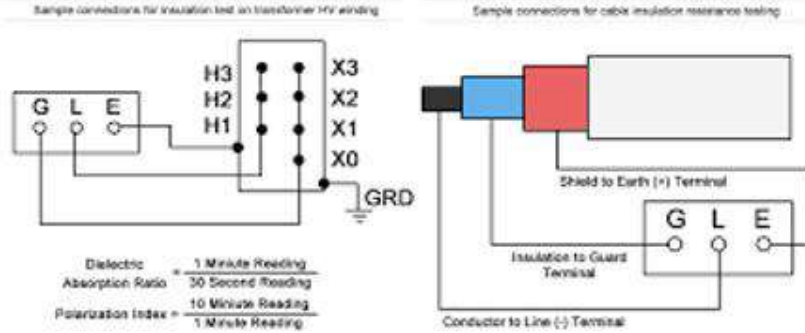 Sample connections for insulation test on transformer HV winding
G L E
H3
H2
H1
X3
X2
X1
X0
GRD
Dielectric
Absorption Ratio
= 1 Miniute Reading
30 Second Reading
Polarization Index = 10 Miniute Reading
1 Minute Reading
Sample connections for cable insulation resistance testing
Shield to Earth (+) Terminal
G L E
Insulation to Guard
Terminal
Conductor to Line (-) Terminal